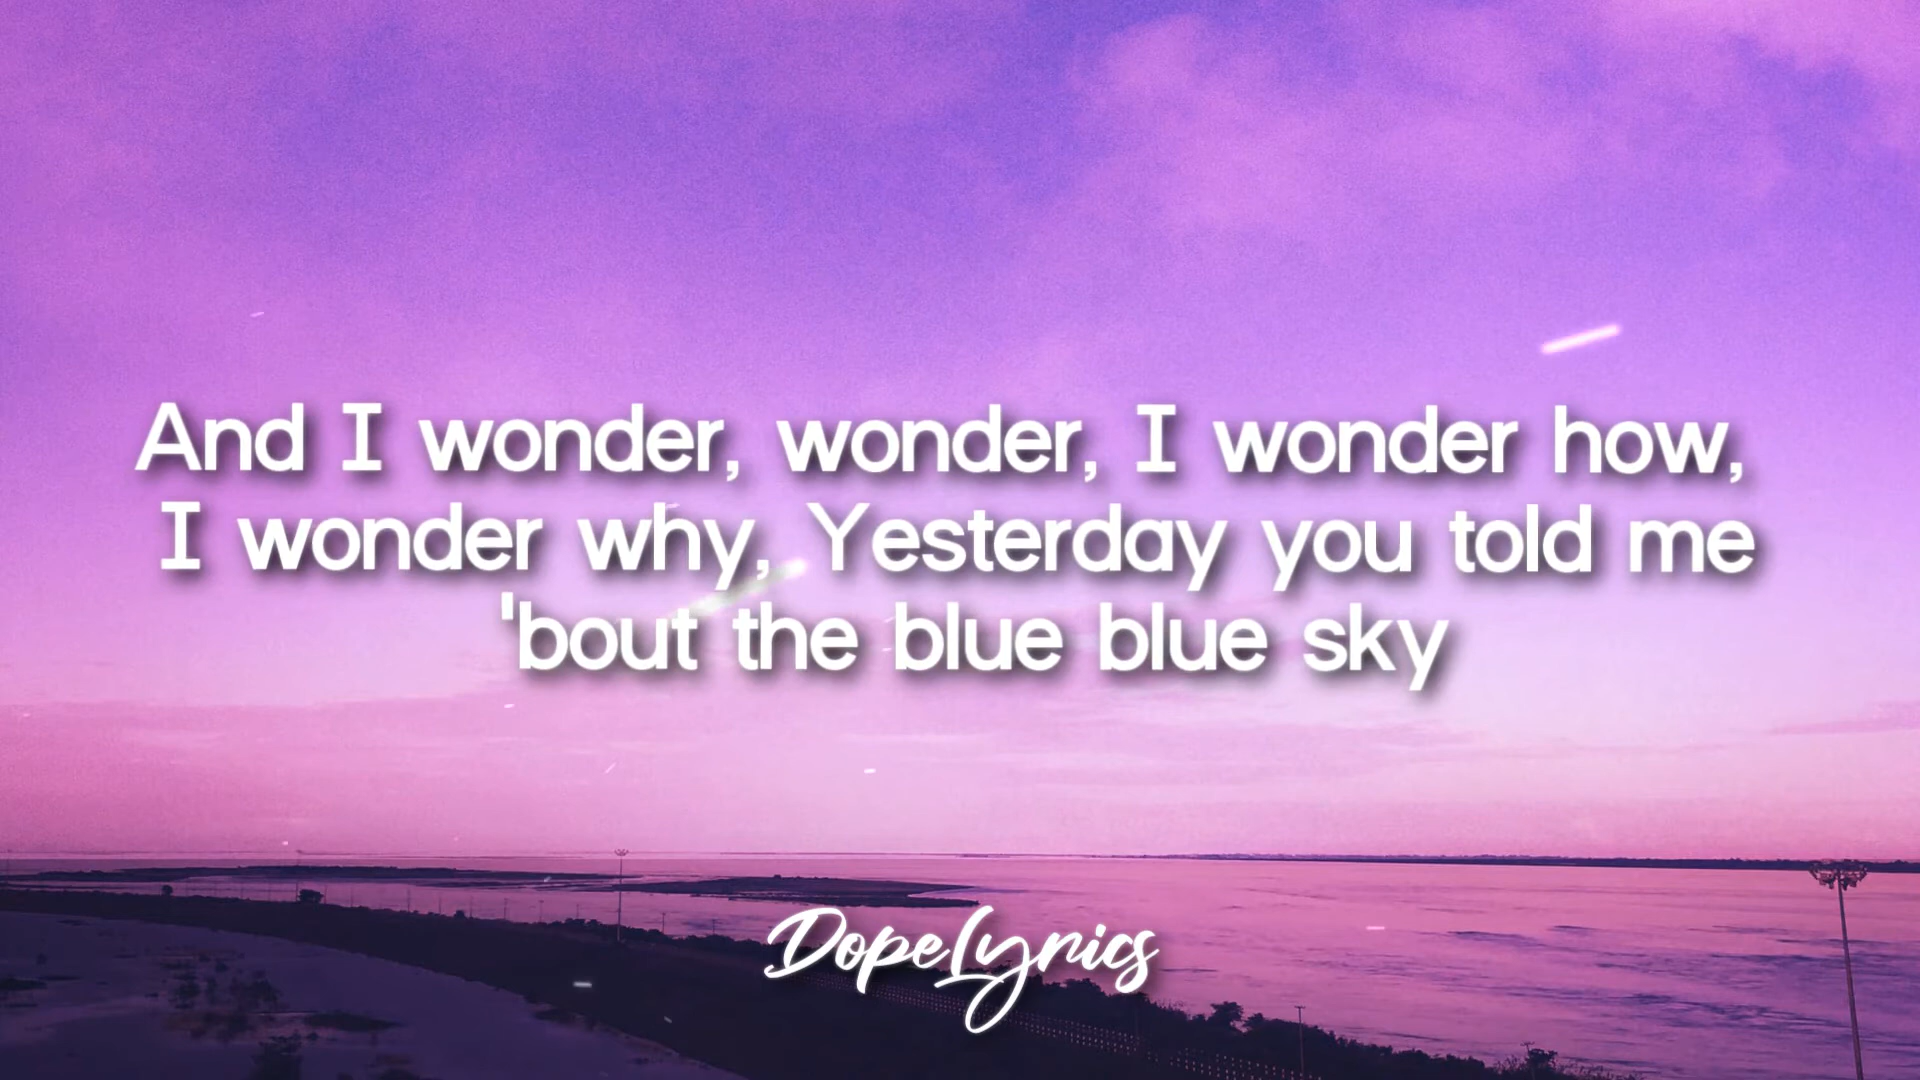 And I wonder, wonder, I wonder how,
I wonder why, Yesterday you told me
'bout the blue blue sky
DopeLyrics